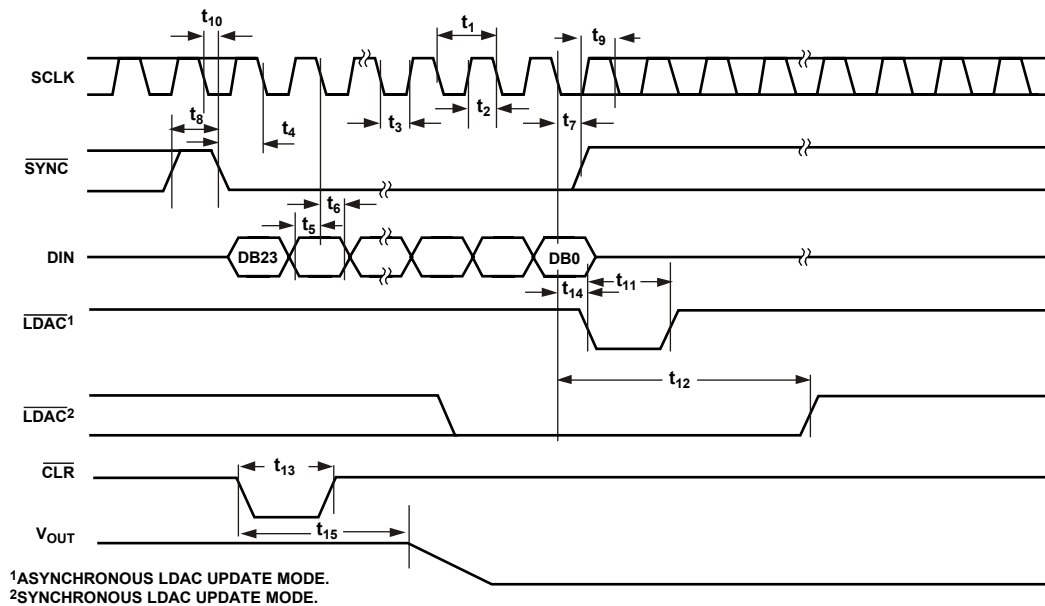 t10
t1
t9
SCLK
t8
t4
t3
t2
t7
SYNC
t6
t5
DIN
DB23
DB0
t14
t11
LDAC1
t12
LDAC2
CLR
t13
t15
VOUT
1ASYNCHRONOUS LDAC UPDATE MODE.
2SYNCHRONOUS LDAC UPDATE MODE.